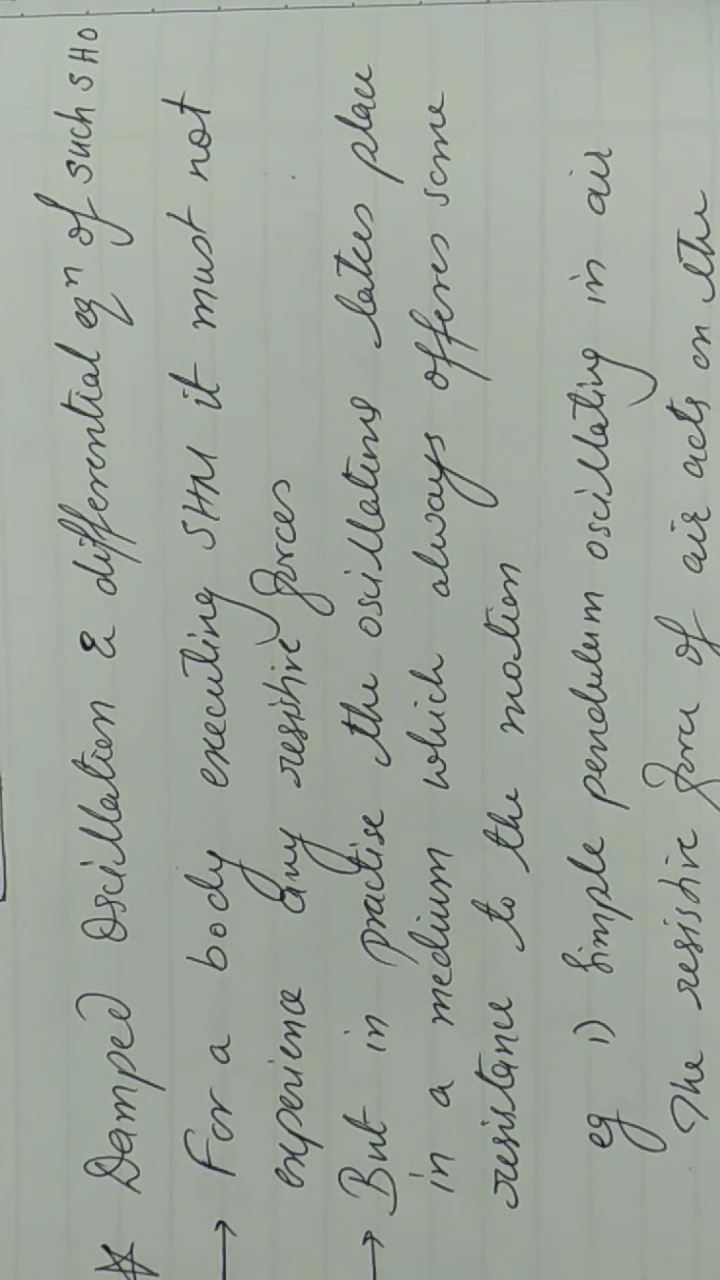 * Damped Oscillation & differential eqⁿ of such SHO
→ For a body executing SHM it must not
experience any resistive forces
→ But in practise the oscillations takes place
in a medium which always offeres some
resistance to the motion
eg 1) Simple pendulum oscillating in air
The resistive force of air acts on the